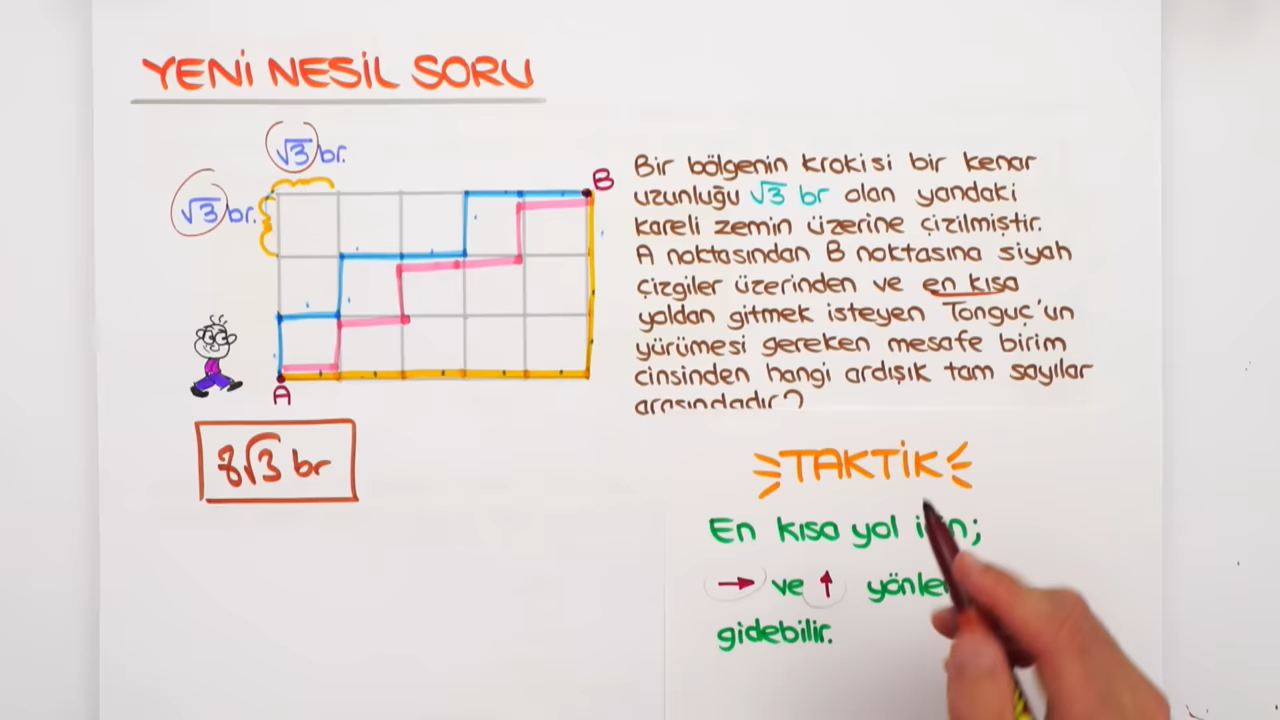 YENİ NESİL SORU
√3 br.
√3 br.
B
A
8√3 br
Bir bölgenin krokisi bir kenar
uzunluğu √3 br olan yandaki
kareli zemin üzerine çizilmiştir.
A noktasından B noktasına siyah
çizgiler üzerinden ve en kısa
yoldan gitmek isteyen Tonguç'un
yürümesi gereken mesafe birim
cinsinden hangi ardışık tam sayılar
arasındadır?
TAKTİK
En kısa yol
→ ve ↑
gidebilir.